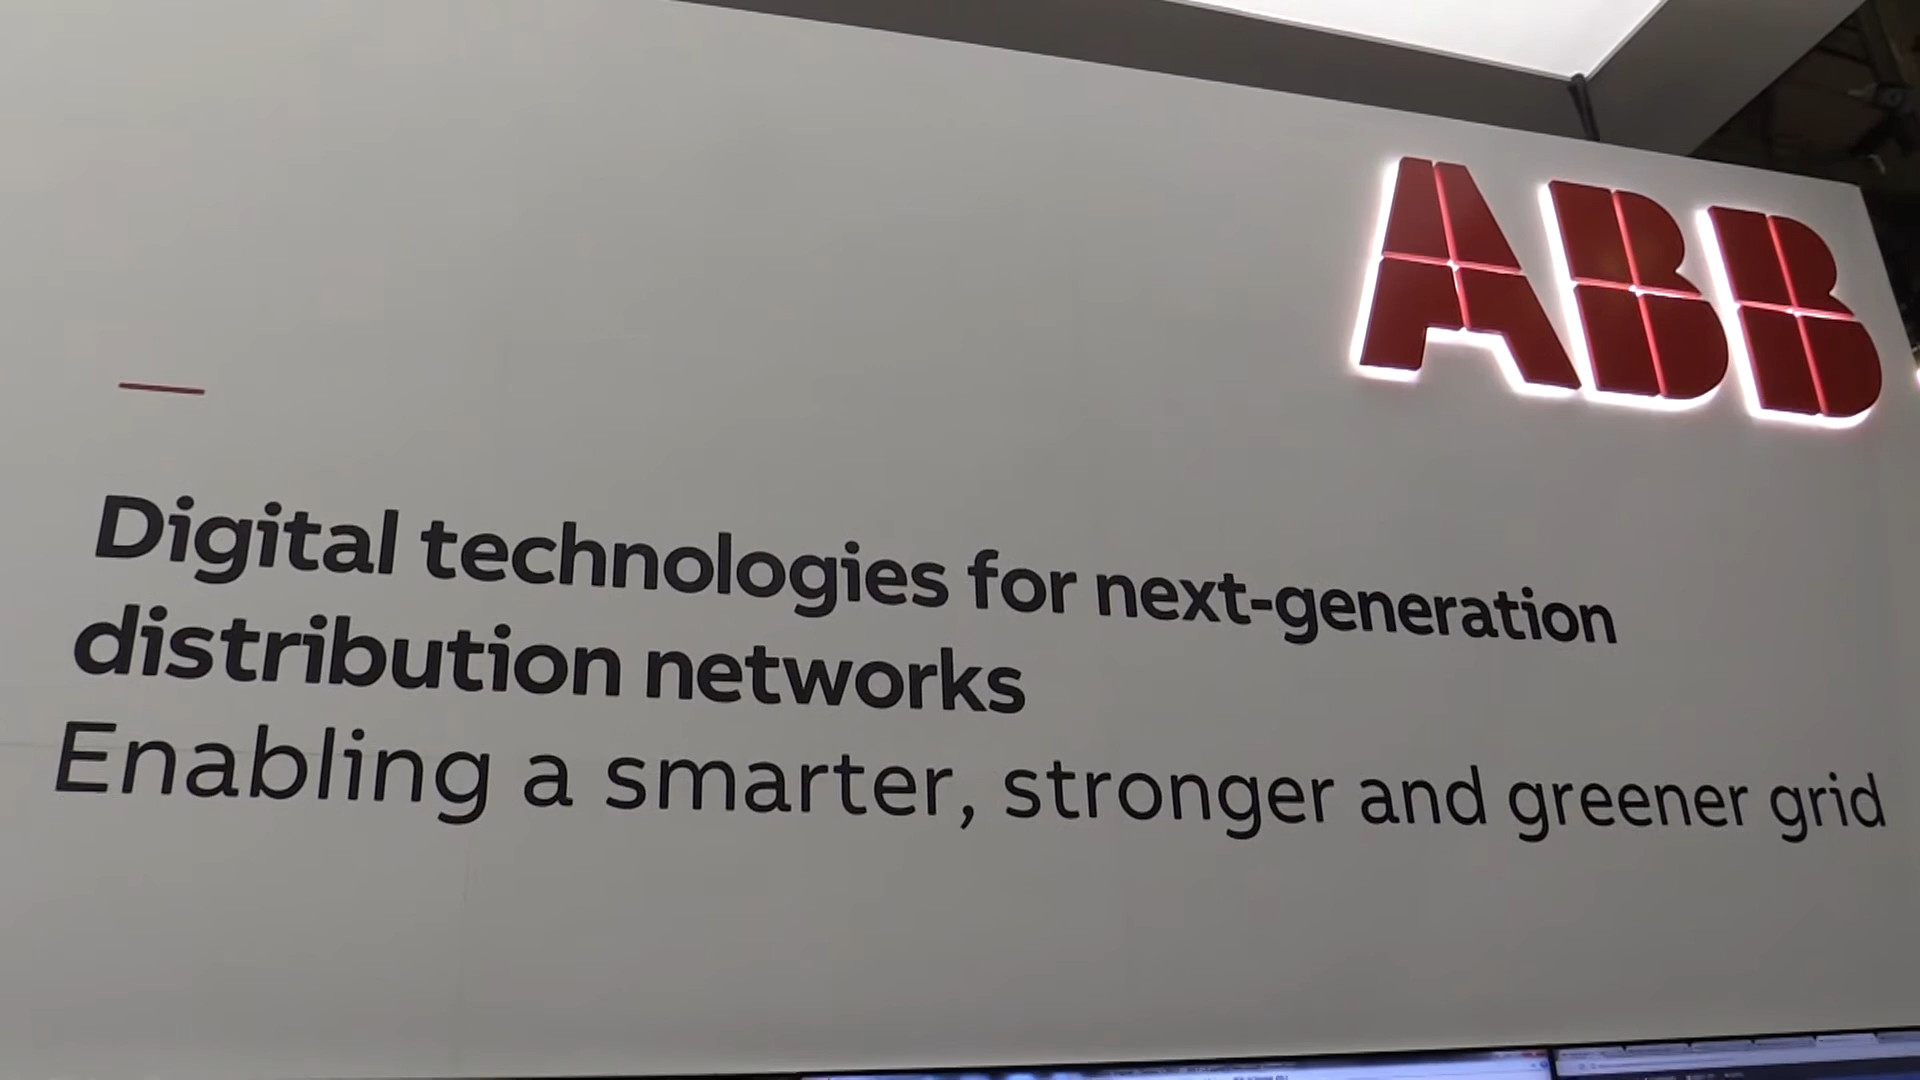 ABB
Digital technologies for next-generation
distribution networks
Enabling a smarter, stronger and greener grid